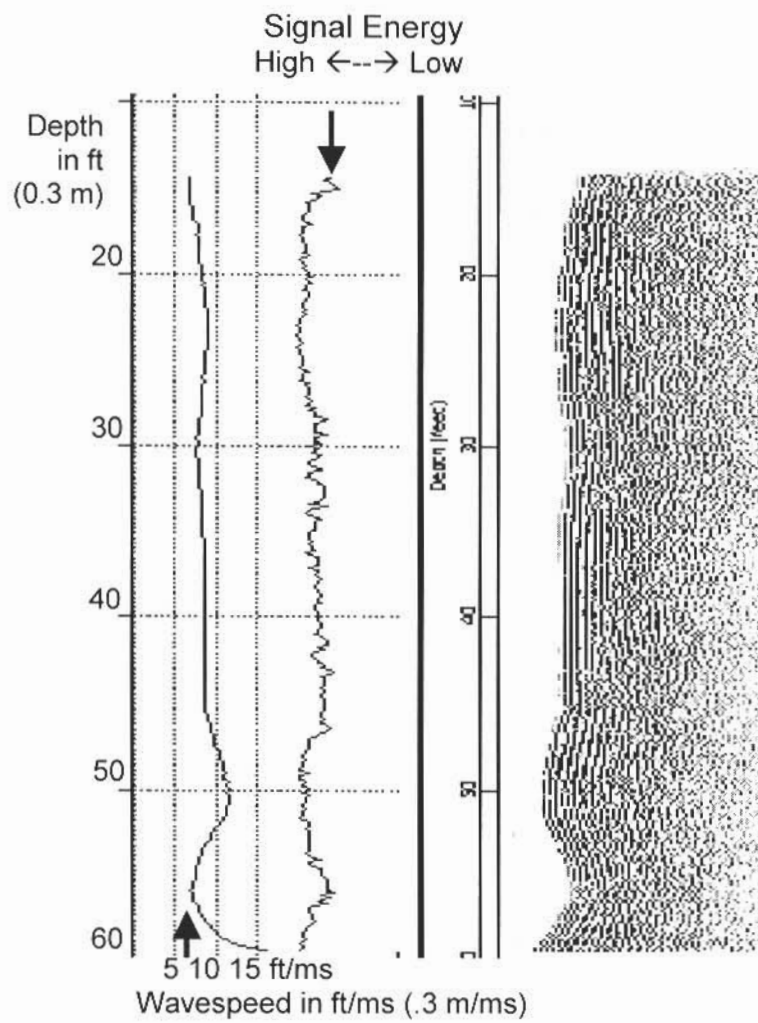 Signal Energy
High <--> Low
Depth
in ft
(0.3 m)
20
30
40
50
60
5 10 15 ft/ms
Wavespeed in ft/ms (.3 m/ms)
10
20
30
Depth (feet)
40
50